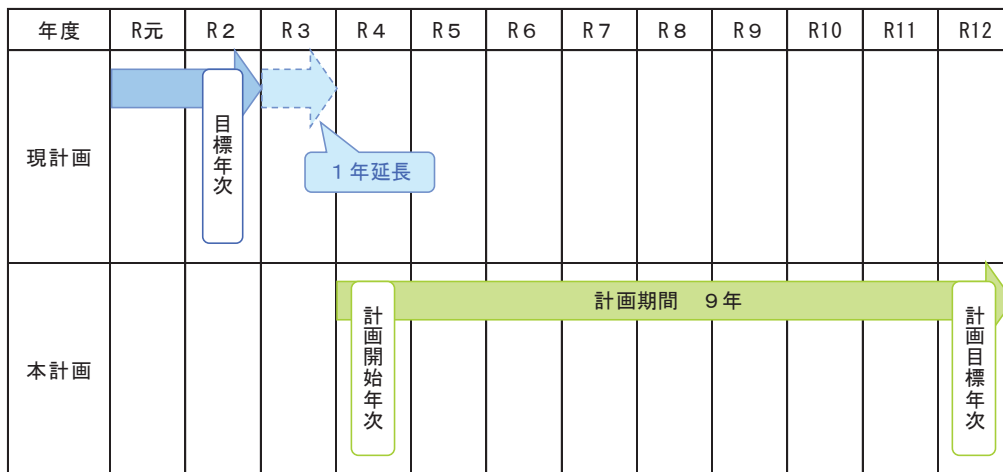 年度 R元 R2 R3 R4 R5 R6 R7 R8 R9 R10 R11 R12
現計画
目標年次
1年延長
本計画
計画開始年次
計画期間 9年
計画目標年次